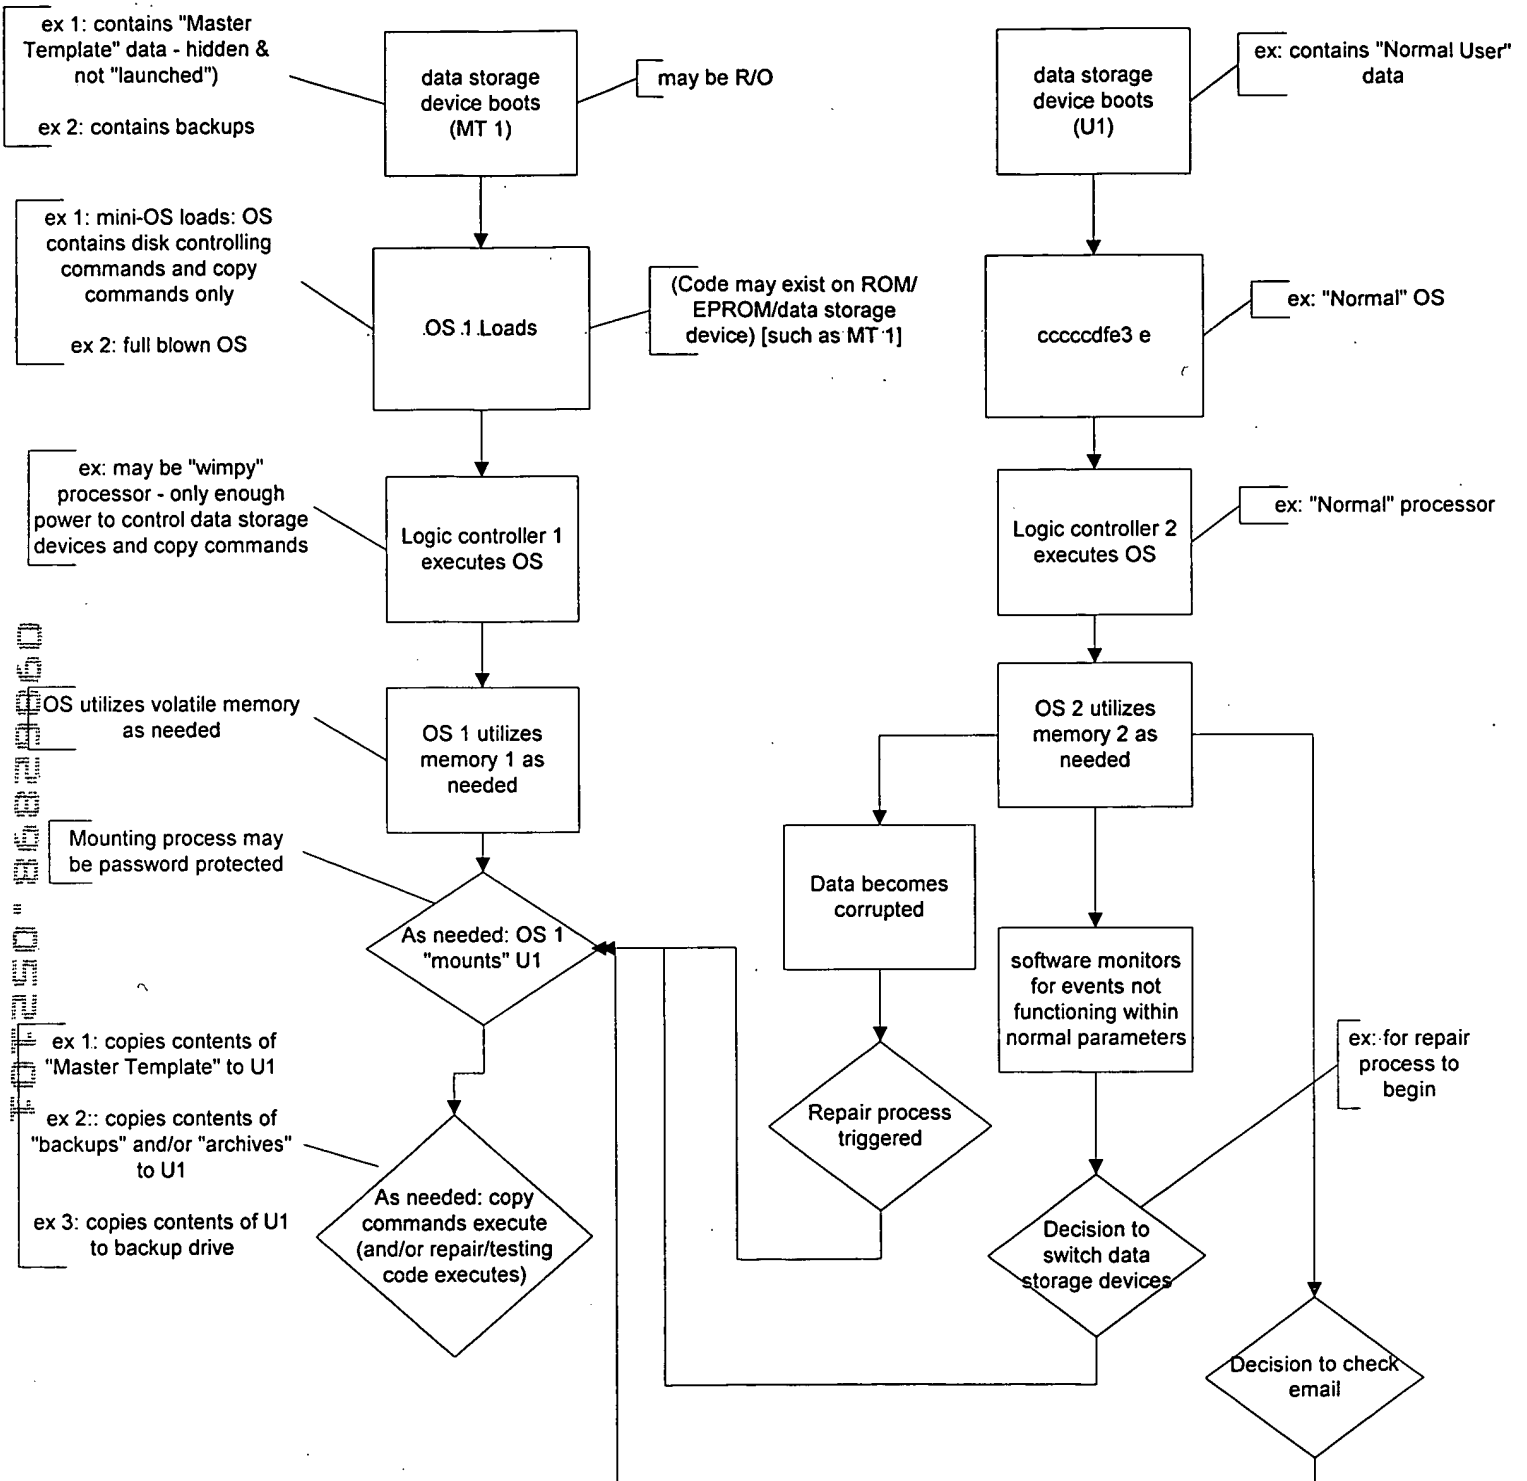 ex 1: contains "Master
Template" data - hidden &
not "launched")
ex 2: contains backups
data storage
device boots
(MT 1)
may be R/O
data storage
device boots
(U1)
ex: contains "Normal User"
data
ex 1: mini-OS loads: OS
contains disk controlling
commands and copy
commands only
ex 2: full blown OS
OS 1 Loads
(Code may exist on ROM/
EPROM/data storage
device) [such as MT 1]
cccccdfe3 e
ex: "Normal" OS
ex: may be "wimpy"
processor - only enough
power to control data storage
devices and copy commands
Logic controller 1
executes OS
Logic controller 2
executes OS
ex: "Normal" processor
OS utilizes volatile memory
as needed
OS 1 utilizes
memory 1 as
needed
OS 2 utilizes
memory 2 as
needed
Mounting process may
be password protected
As needed: OS 1
"mounts" U1
Data becomes
corrupted
software monitors
for events not
functioning within
normal parameters
ex 1: copies contents of
"Master Template" to U1
ex 2:: copies contents of
"backups" and/or "archives"
to U1
ex 3: copies contents of U1
to backup drive
As needed: copy
commands execute
(and/or repair/testing
code executes)
Repair process
triggered
ex: for repair
process to
begin
Decision to
switch data
storage devices
Decision to check
email